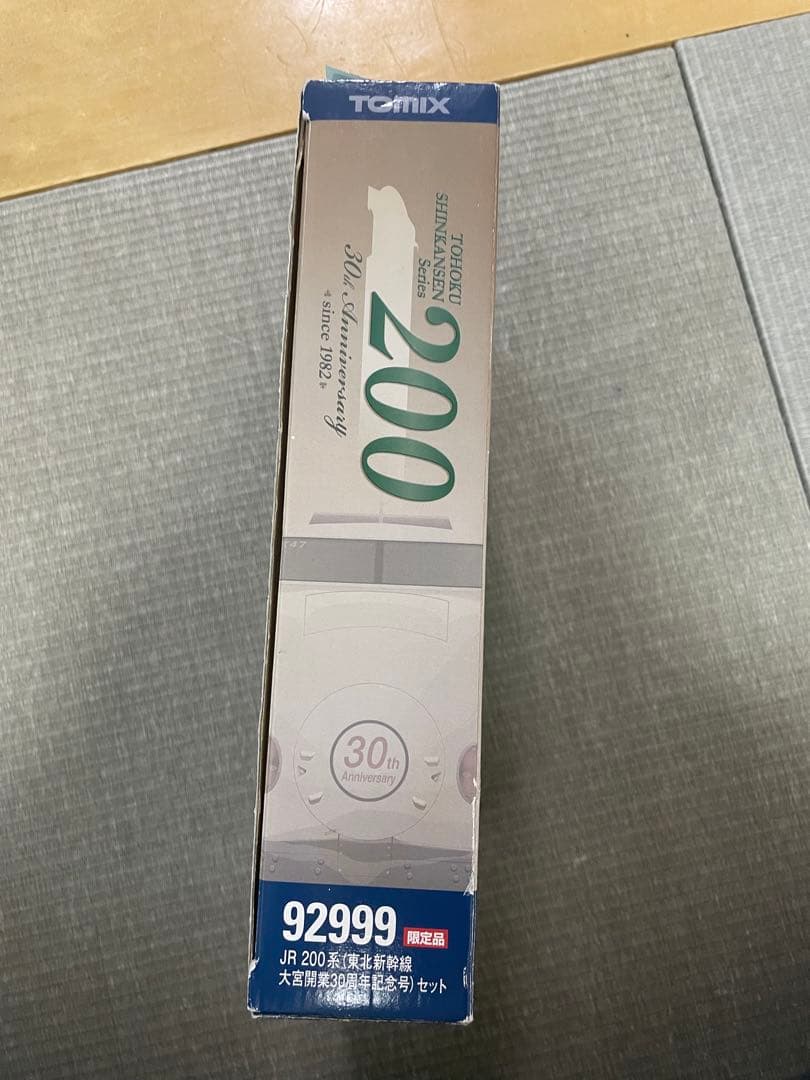 TOMIX
TOHOKU
SHINKANSEN
Series
200
30th Anniversary
since 1982
30th
Anniversary
92999 限定品
JR 200系(東北新幹線
大宮開業30周年記念号)セット